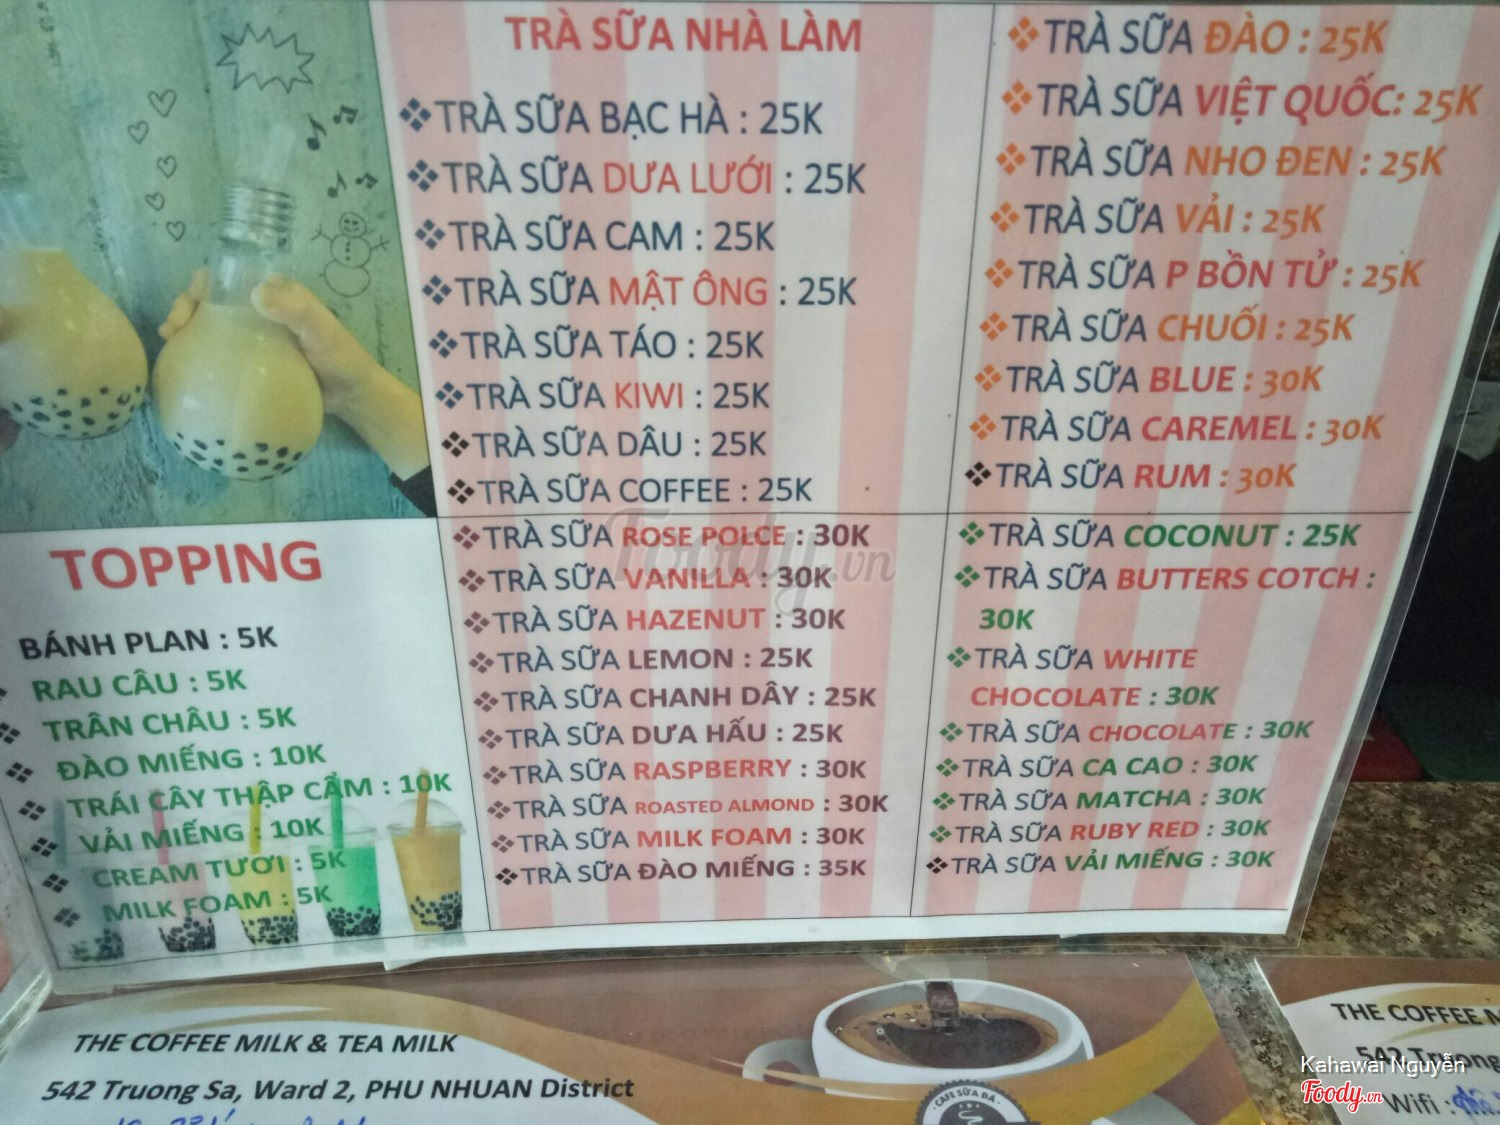 TRÀ SỮA NHÀ LÀM
TRÀ SỮA BẠC HÀ : 25K
TRÀ SỮA DƯA LƯỚI : 25K
TRÀ SỮA CAM : 25K
TRÀ SỮA MẬT ÔNG : 25K
TRÀ SỮA TÁO : 25K
TRÀ SỮA KIWI : 25K
TRÀ SỮA DÂU : 25K
TRÀ SỮA COFFEE : 25K
TRÀ SỮA ĐÀO : 25K
TRÀ SỮA VIỆT QUỐC: 25K
TRÀ SỮA NHO ĐEN : 25K
TRÀ SỮA VẢI : 25K
TRÀ SỮA P BỒN TỬ : 25K
TRÀ SỮA CHUỐI : 25K
TRÀ SỮA BLUE : 30K
TRÀ SỮA CAREMEL : 30K
TRÀ SỮA RUM : 30K
TOPPING
BÁNH PLAN : 5K
RAU CÂU : 5K
TRÂN CHÂU : 5K
ĐÀO MIẾNG : 10K
TRÁI CÂY THẬP CẨM : 10K
VẢI MIẾNG : 10K
CREAM TƯƠI : 5K
MILK FOAM : 5K
TRÀ SỮA ROSE POLCE : 30K
TRÀ SỮA VANILLA : 30K
TRÀ SỮA HAZENUT : 30K
TRÀ SỮA LEMON : 25K
TRÀ SỮA CHANH DÂY : 25K
TRÀ SỮA DƯA HẤU : 25K
TRÀ SỮA RASPBERRY : 30K
TRÀ SỮA ROASTED ALMOND : 30K
TRÀ SỮA MILK FOAM : 30K
TRÀ SỮA ĐÀO MIẾNG : 35K
TRÀ SỮA COCONUT : 25K
TRÀ SỮA BUTTERS COTCH :
30K
TRÀ SỮA WHITE
CHOCOLATE : 30K
TRÀ SỮA CHOCOLATE : 30K
TRÀ SỮA CA CAO : 30K
TRÀ SỮA MATCHA : 30K
TRÀ SỮA RUBY RED : 30K
TRÀ SỮA VẢI MIẾNG : 30K
Foody.vn
THE COFFEE MILK & TEA MILK
542 Truong Sa, Ward 2, PHU NHUAN District
CAFE SỮA ĐÁ
THE COFFEE M
542 Truong
Wifi :
Kahawai Nguyễn
Foody.vn